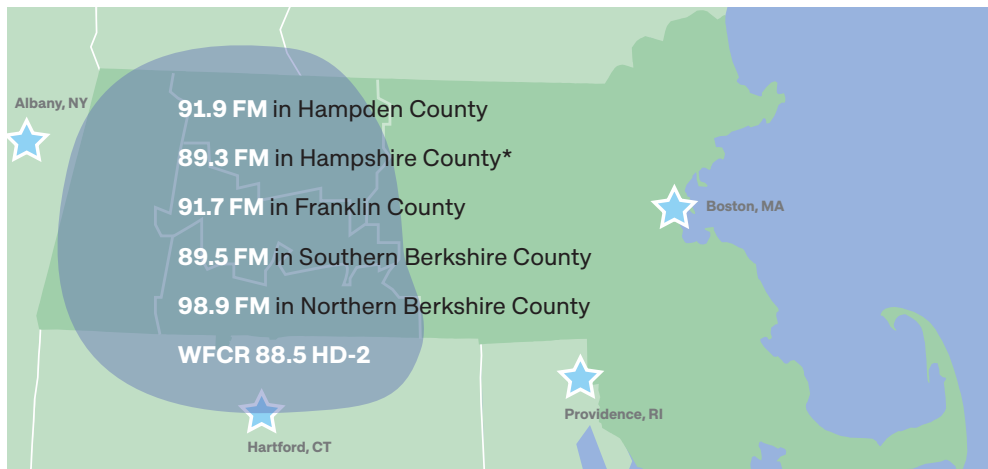 Albany, NY
91.9 FM in Hampden County
89.3 FM in Hampshire County*
91.7 FM in Franklin County
Boston, MA
89.5 FM in Southern Berkshire County
98.9 FM in Northern Berkshire County
WFCR 88.5 HD-2
Providence, RI
Hartford, CT